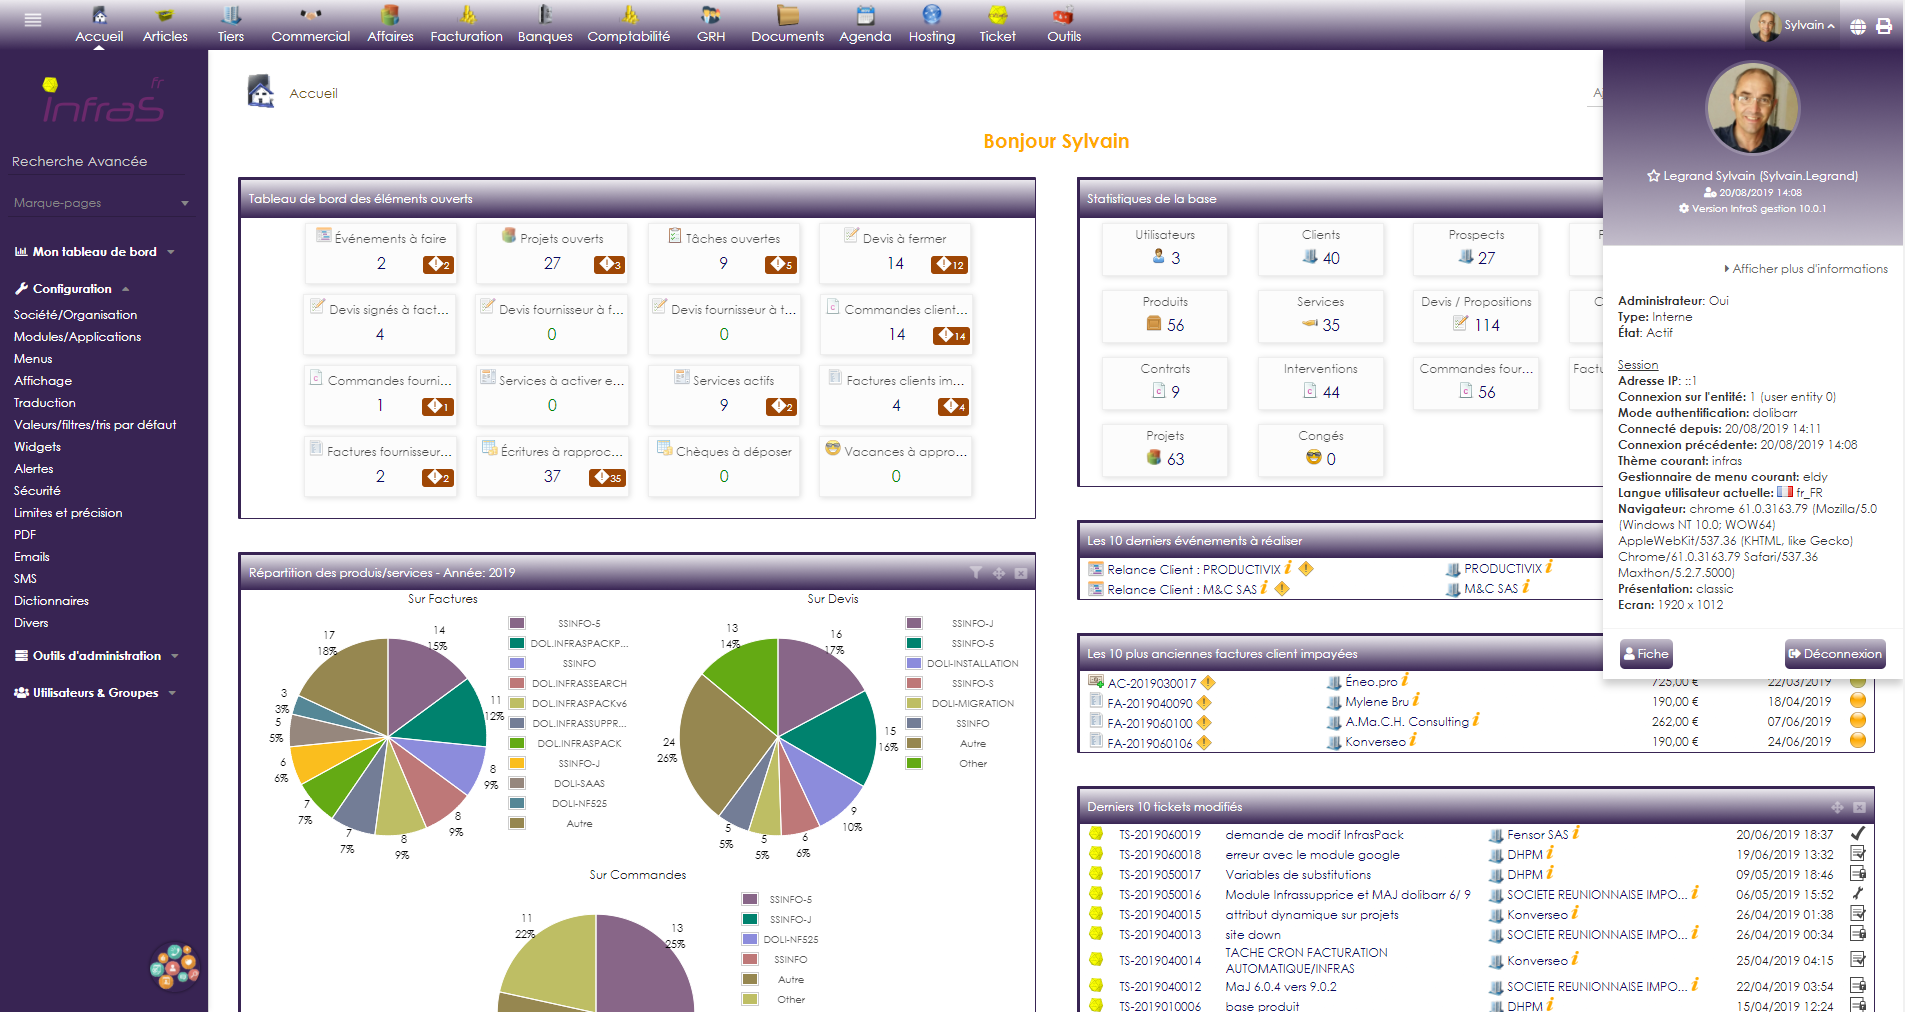 Accueil
Articles
Tiers
Commercial
Affaires
Facturation
Banques
Comptabilité
GRH
Documents
Agenda
Hosting
Ticket
Outils
Sylvain
InfraS
fr
Recherche Avancée
Marque-pages
Mon tableau de bord
Configuration
Société/Organisation
Modules/Applications
Menus
Affichage
Traduction
Valeurs/filtres/tris par défaut
Widgets
Alertes
Sécurité
Limites et précision
PDF
Emails
SMS
Dictionnaires
Divers
Outils d'administration
Utilisateurs & Groupes
Accueil
Bonjour Sylvain
Tableau de bord des éléments ouverts
Événements à faire
2 2
Projets ouverts
27 3
Tâches ouvertes
9 5
Devis à fermer
14 12
Devis signés à fact...
4
Devis fournisseur à f...
0
Devis fournisseur à t...
0
Commandes client...
14 14
Commandes fourni...
1 1
Services à activer e...
0
Services actifs
9 2
Factures clients im...
4 4
Factures fournisseur...
2 2
Écritures à rapproc...
37 35
Chèques à déposer
0
Vacances à appro...
0
Répartition des produis/services - Année: 2019
Sur Factures
14
15%
11
12%
8
9%
8
9%
8
9%
7
7%
7
7%
6
6%
5
5%
3
3%
17
18%
SSINFO-5
DOL.INFRASPACKP...
SSINFO
DOL.INFRASSEARCH
DOL.INFRASPACKv6
DOL.INFRASSUPPR...
DOL.INFRASPACK
SSINFO-J
DOLI-SAAS
DOLI-NF525
Autre
Sur Devis
16
17%
15
16%
9
10%
6
6%
5
5%
5
5%
24
26%
13
14%
SSINFO-J
SSINFO-5
DOLI-INSTALLATION
SSINFO-S
DOLI-MIGRATION
SSINFO
Autre
Other
Sur Commandes
11
22%
13
25%
SSINFO-5
SSINFO-J
DOLI-NF525
SSINFO
Autre
Other
Statistiques de la base
Utilisateurs
3
Clients
40
Prospects
27
Produits
56
Services
35
Devis / Propositions
114
Contrats
9
Interventions
44
Commandes four...
56
Factu
Projets
63
Congés
0
Les 10 derniers événements à réaliser
Relance Client : PRODUCTIVIX PRODUCTIVIX
Relance Client : M&C SAS M&C SAS
Les 10 plus anciennes factures client impayées
AC-2019030017 Éneo.pro 725,00 € 22/03/2019
FA-2019040090 Mylene Bru 190,00 € 18/04/2019
FA-2019060100 A.Ma.C.H. Consulting 262,00 € 07/06/2019
FA-2019060106 Konverseo 190,00 € 24/06/2019
Derniers 10 tickets modifiés
TS-2019060019 demande de modif InfrasPack Fensor SAS 20/06/2019 18:37
TS-2019060018 erreur avec le module google DHPM 19/06/2019 13:32
TS-2019050017 Variables de substitutions DHPM 09/05/2019 18:46
TS-2019050016 Module Infrassupprice et MAJ dolibarr 6/ 9 SOCIETE REUNIONNAISE IMPO... 06/05/2019 15:52
TS-2019040015 attribut dynamique sur projets Konverseo 26/04/2019 01:38
TS-2019040013 site down SOCIETE REUNIONNAISE IMPO... 26/04/2019 00:34
TS-2019040014 TACHE CRON FACTURATION AUTOMATIQUE/INFRAS Konverseo 25/04/2019 04:15
TS-2019040012 MaJ 6.0.4 vers 9.0.2 SOCIETE REUNIONNAISE IMPO... 22/04/2019 03:54
TS-2019010006 base produit DHPM 15/04/2019 12:24
Legrand Sylvain (Sylvain.Legrand)
20/08/2019 14:08
Version InfraS gestion 10.0.1
Afficher plus d'informations
Administrateur: Oui
Type: Interne
État: Actif
Session
Adresse IP: ::1
Connexion sur l'entité: 1 (user entity 0)
Mode authentification: dolibarr
Connecté depuis: 20/08/2019 14:11
Connexion précédente: 20/08/2019 14:08
Thème courant: infras
Gestionnaire de menu courant: eldy
Langue utilisateur actuelle: fr_FR
Navigateur: chrome 61.0.3163.79 (Mozilla/5.0
(Windows NT 10.0; WOW64)
AppleWebKit/537.36 (KHTML, like Gecko)
Chrome/61.0.3163.79 Safari/537.36
Maxthon/5.2.7.5000)
Présentation: classic
Ecran: 1920 x 1012
Fiche
Déconnexion